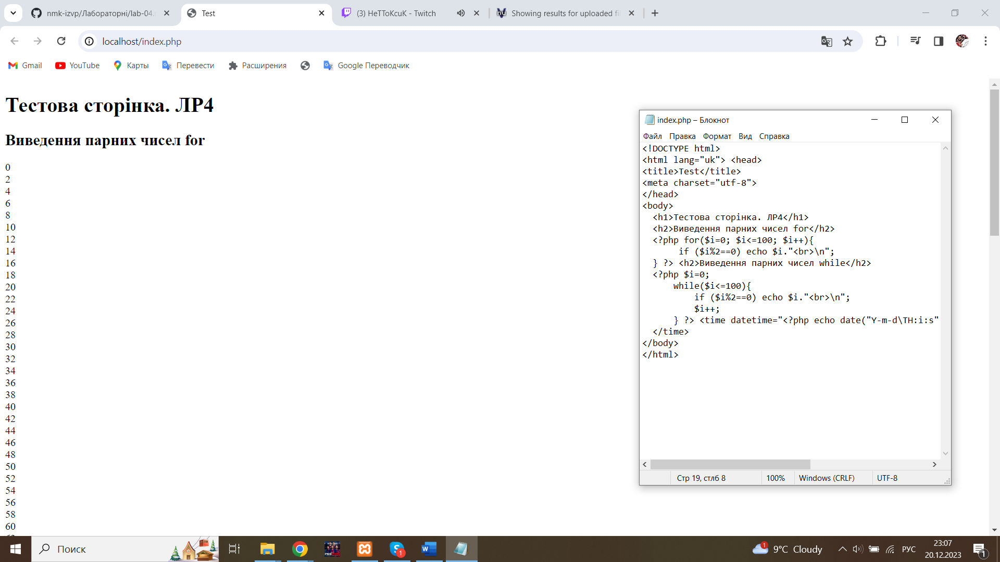 nmk-izvp/Лабораторні/lab-04.
Test
(3) HeTToKcuK - Twitch
Showing results for uploaded fi
localhost/index.php
Gmail
YouTube
Карты
Перевести
Расширения
Google Переводчик
Тестова сторінка. ЛР4
Виведення парних чисел for
0
2
4
6
8
10
12
14
16
18
20
22
24
26
28
30
32
34
36
38
40
42
44
46
48
50
52
54
56
58
60
index.php – Блокнот
Файл Правка Формат Вид Справка
<!DOCTYPE html>
<html lang="uk"> <head>
<title>Test</title>
<meta charset="utf-8">
</head>
<body>
<h1>Тестова сторінка. ЛР4</h1>
<h2>Виведення парних чисел for</h2>
<?php for($i=0; $i<=100; $i++){
if ($i%2==0) echo $i."<br>\n";
} ?> <h2>Виведення парних чисел while</h2>
<?php $i=0;
while($i<=100){
if ($i%2==0) echo $i."<br>\n";
$i++;
} ?> <time datetime="<?php echo date("Y-m-d\TH:i:s"
</time>
</body>
</html>
Стр 19, стлб 8
100%
Windows (CRLF)
UTF-8
Поиск
1
1
9°C Cloudy
РУС
23:07
20.12.2023
1